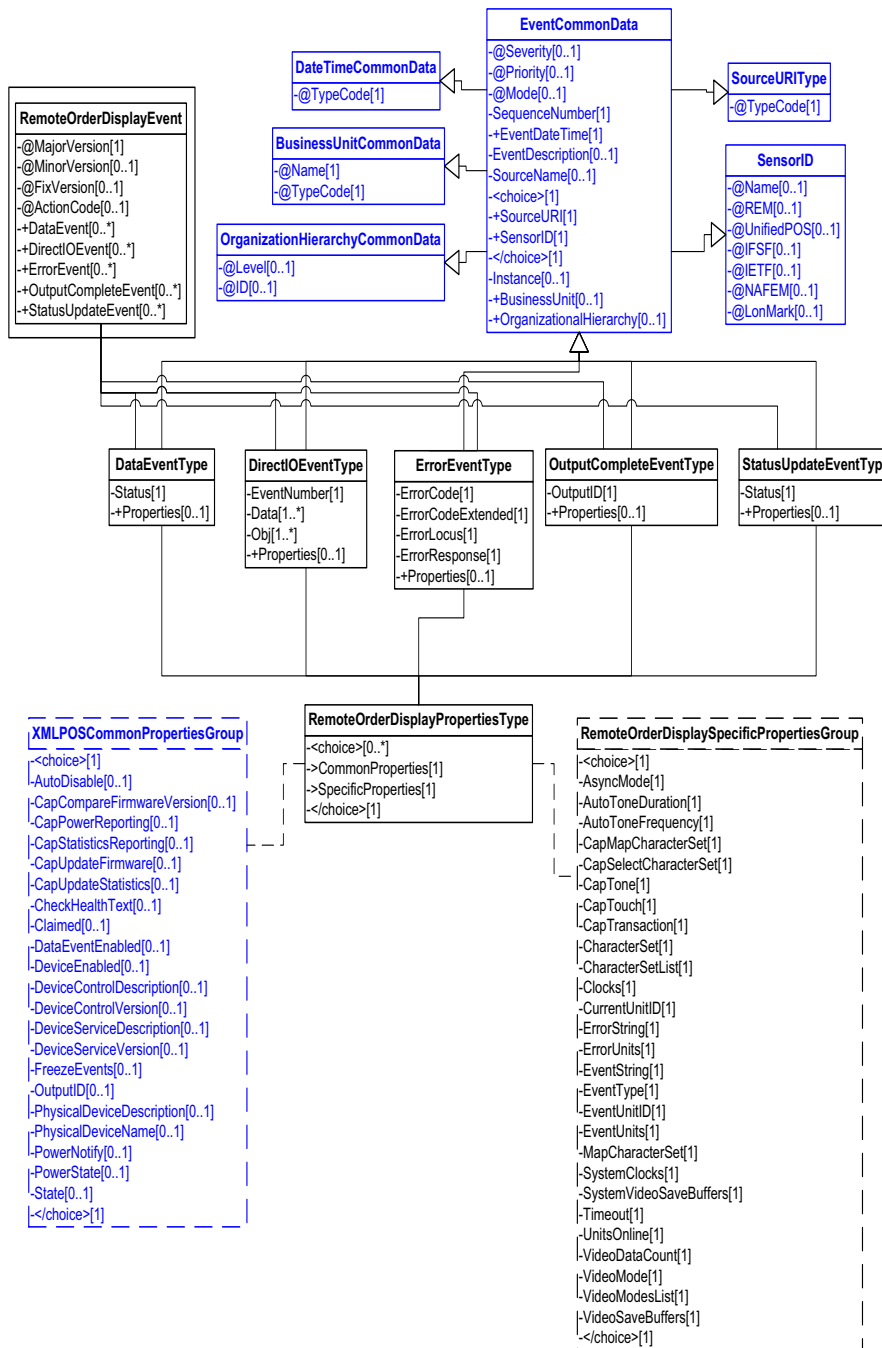 EventCommonData
-@Severity[0..1]
-@Priority[0..1]
-@Mode[0..1]
-SequenceNumber[1]
-+EventDateTime[1]
-EventDescription[0..1]
-SourceName[0..1]
-<choice>[1]
-+SourceURI[1]
-+SensorID[1]
-</choice>[1]
-Instance[0..1]
-+BusinessUnit[0..1]
-+OrganizationalHierarchy[0..1]
DateTimeCommonData
-@TypeCode[1]
SourceURIType
-@TypeCode[1]
RemoteOrderDisplayEvent
-@MajorVersion[1]
-@MinorVersion[0..1]
-@FixVersion[0..1]
-@ActionCode[0..1]
-+DataEvent[0..*]
-+DirectIOEvent[0..*]
-+ErrorEvent[0..*]
-+OutputCompleteEvent[0..*]
-+StatusUpdateEvent[0..*]
BusinessUnitCommonData
-@Name[1]
-@TypeCode[1]
SensorID
-@Name[0..1]
-@REM[0..1]
-@UnifiedPOS[0..1]
-@IFSF[0..1]
-@IETF[0..1]
-@NAFEM[0..1]
-@LonMark[0..1]
OrganizationHierarchyCommonData
-@Level[0..1]
-@ID[0..1]
DataEventType
-Status[1]
-+Properties[0..1]
DirectIOEventType
-EventNumber[1]
-Data[1..*]
-Obj[1..*]
-+Properties[0..1]
ErrorEventType
-ErrorCode[1]
-ErrorCodeExtended[1]
-ErrorLocus[1]
-ErrorResponse[1]
-+Properties[0..1]
OutputCompleteEventType
-OutputID[1]
-+Properties[0..1]
StatusUpdateEventType
-Status[1]
-+Properties[0..1]
XMLPOSCommonPropertiesGroup
-<choice>[1]
-AutoDisable[0..1]
-CapCompareFirmwareVersion[0..1]
-CapPowerReporting[0..1]
-CapStatisticsReporting[0..1]
-CapUpdateFirmware[0..1]
-CapUpdateStatistics[0..1]
-CheckHealthText[0..1]
-Claimed[0..1]
-DataEventEnabled[0..1]
-DeviceEnabled[0..1]
-DeviceControlDescription[0..1]
-DeviceControlVersion[0..1]
-DeviceServiceDescription[0..1]
-DeviceServiceVersion[0..1]
-FreezeEvents[0..1]
-OutputID[0..1]
-PhysicalDeviceDescription[0..1]
-PhysicalDeviceName[0..1]
-PowerNotify[0..1]
-PowerState[0..1]
-State[0..1]
-</choice>[1]
RemoteOrderDisplayPropertiesType
-<choice>[0..*]
->CommonProperties[1]
->SpecificProperties[1]
-</choice>[1]
RemoteOrderDisplaySpecificPropertiesGroup
-<choice>[1]
-AsyncMode[1]
-AutoToneDuration[1]
-AutoToneFrequency[1]
-CapMapCharacterSet[1]
-CapSelectCharacterSet[1]
-CapTone[1]
-CapTouch[1]
-CapTransaction[1]
-CharacterSet[1]
-CharacterSetList[1]
-Clocks[1]
-CurrentUnitID[1]
-ErrorString[1]
-ErrorUnits[1]
-EventString[1]
-EventType[1]
-EventUnitID[1]
-EventUnits[1]
-MapCharacterSet[1]
-SystemClocks[1]
-SystemVideoSaveBuffers[1]
-Timeout[1]
-UnitsOnline[1]
-VideoDataCount[1]
-VideoMode[1]
-VideoModesList[1]
-VideoSaveBuffers[1]
-</choice>[1]